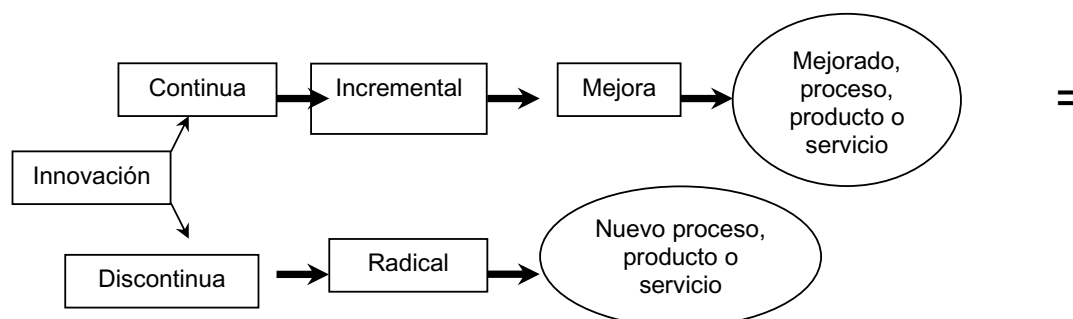 Continua
Incremental
Mejora
Mejorado,
proceso,
producto o
servicio
=
Innovación
Discontinua
Radical
Nuevo proceso,
producto o
servicio